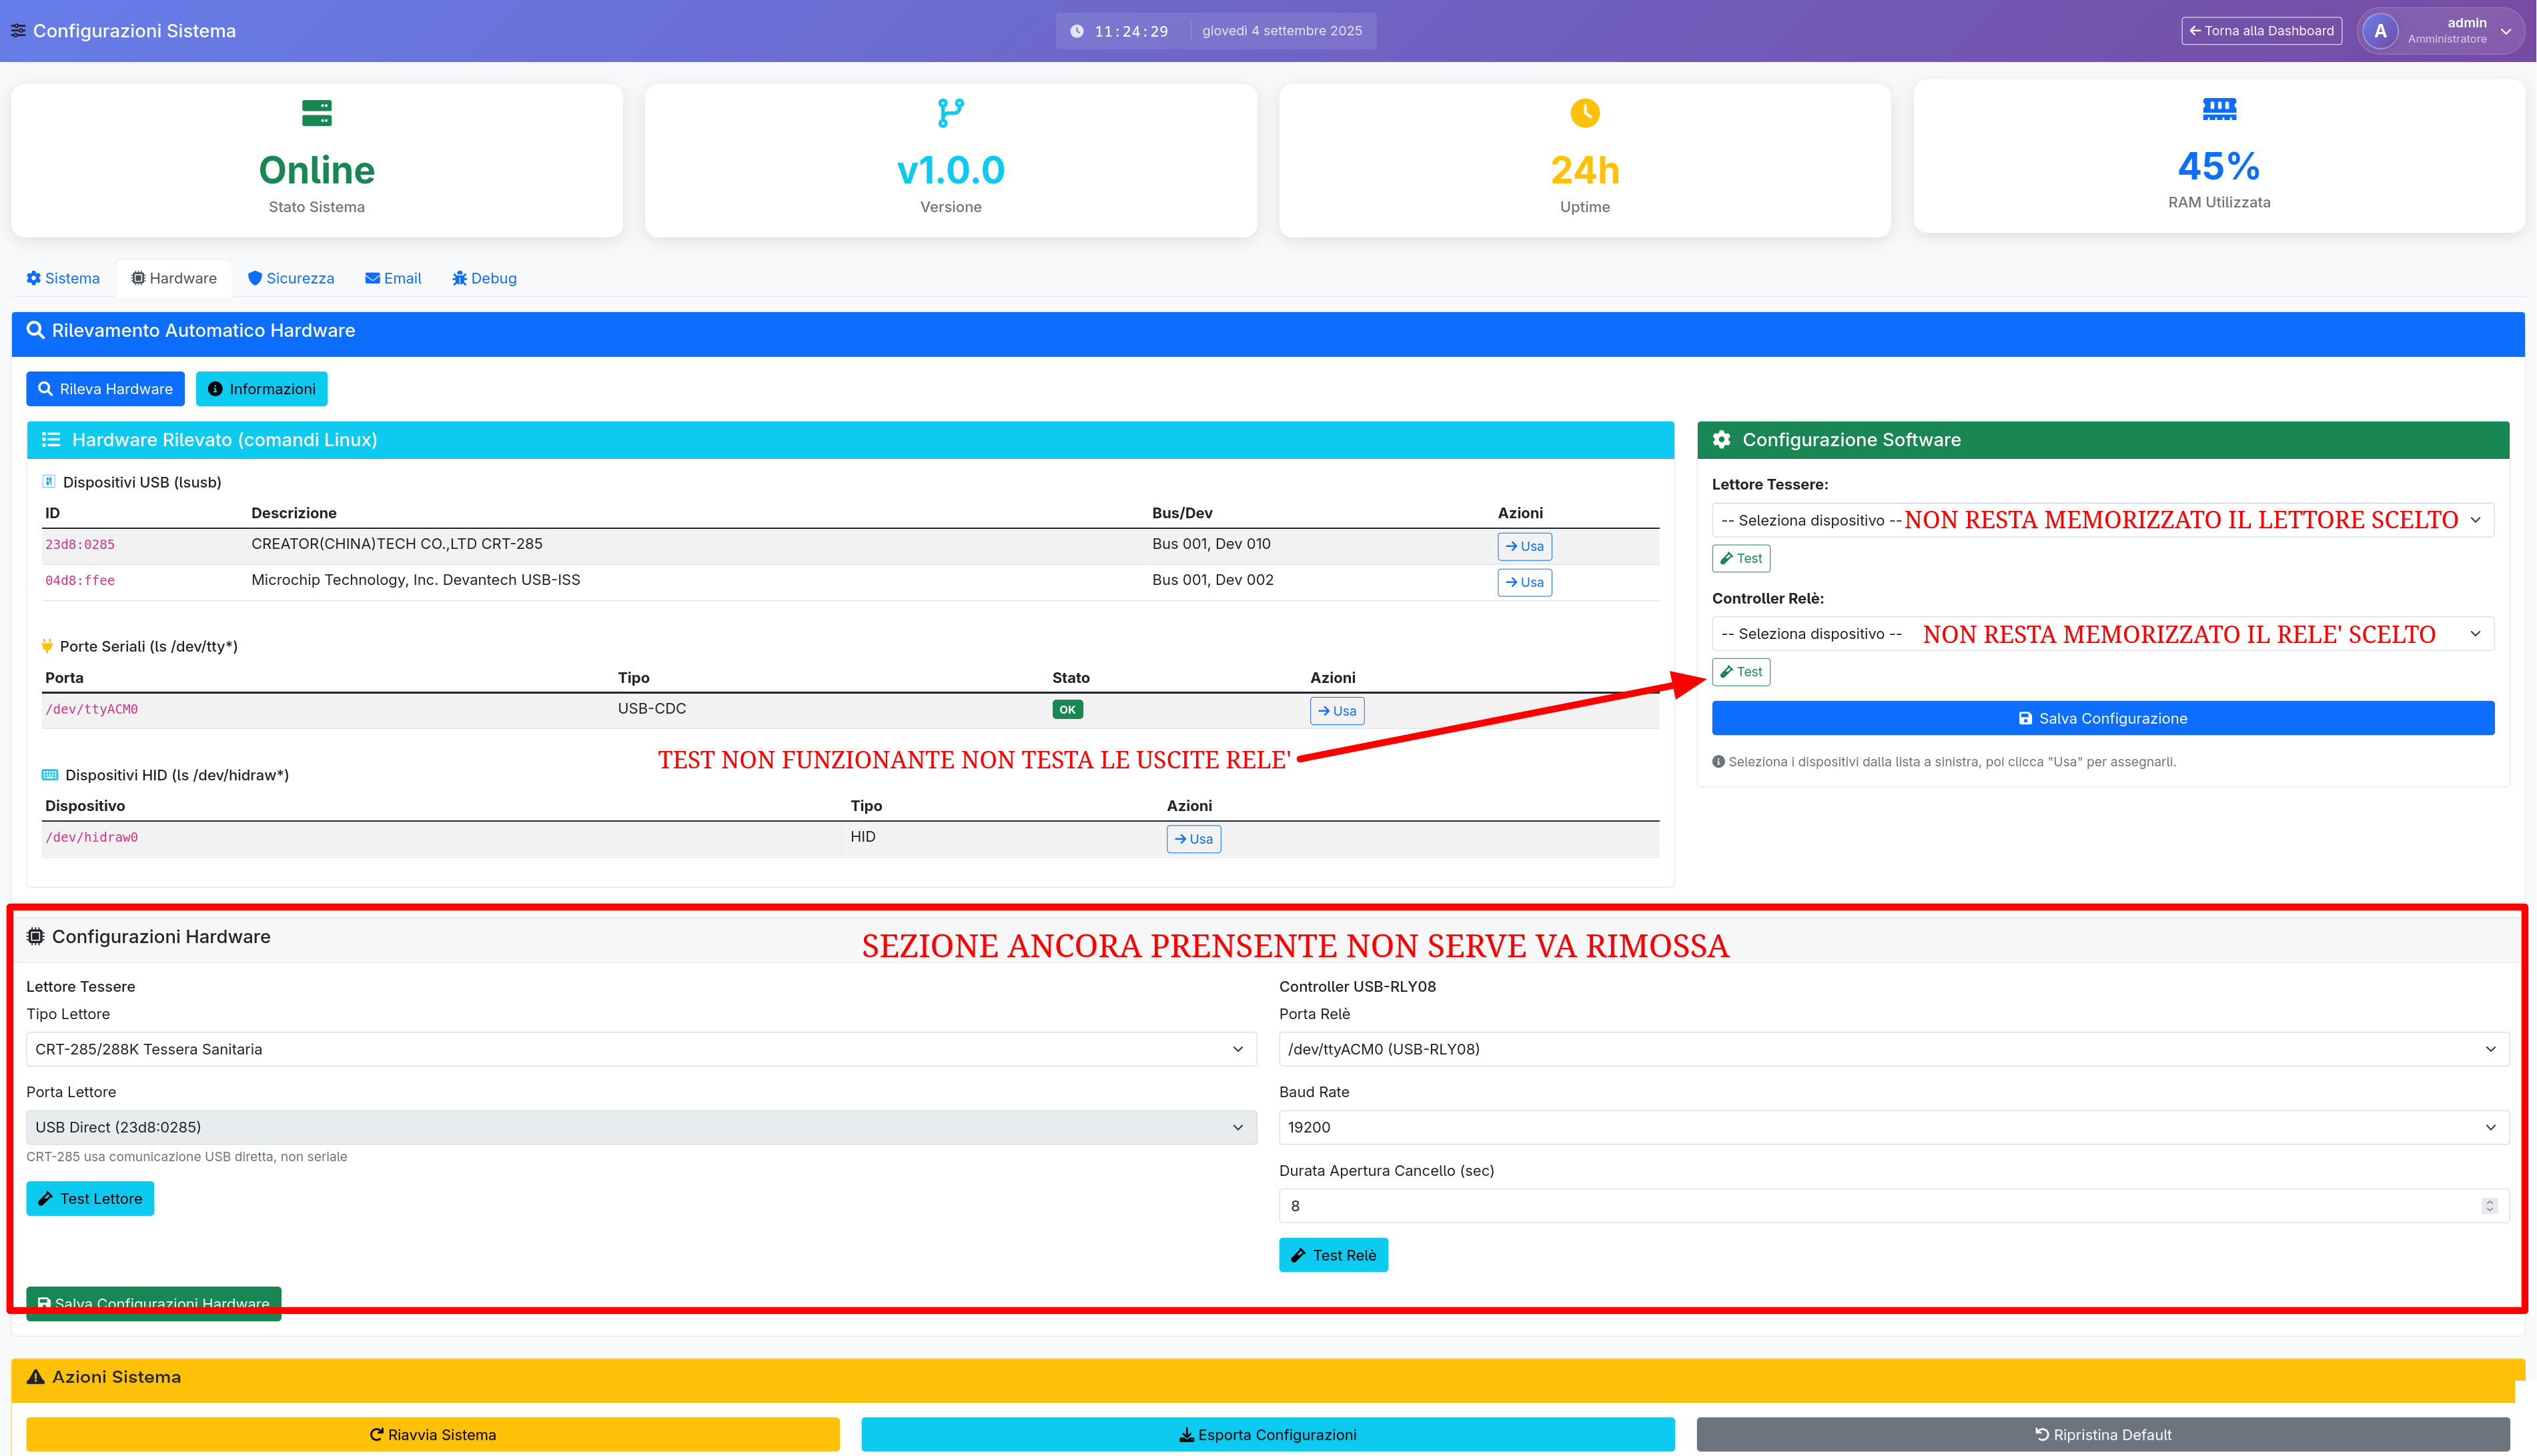 Configurazioni Sistema
11:24:29 giovedì 4 settembre 2025
Torna alla Dashboard
A
admin
Amministratore
Online
Stato Sistema
v1.0.0
Versione
24h
Uptime
45%
RAM Utilizzata
Sistema Hardware Sicurezza Email Debug
Rilevamento Automatico Hardware
Rileva Hardware Informazioni
Hardware Rilevato (comandi Linux)
Dispositivi USB (lsusb)
ID Descrizione Bus/Dev Azioni
23d8:0285 CREATOR(CHINA)TECH CO.,LTD CRT-285 Bus 001, Dev 010 Usa
04d8:ffee Microchip Technology, Inc. Devantech USB-ISS Bus 001, Dev 002 Usa
Porte Seriali (ls /dev/tty*)
Porta Tipo Stato Azioni
/dev/ttyACM0 USB-CDC OK Usa
TEST NON FUNZIONANTE NON TESTA LE USCITE RELE'
Dispositivi HID (ls /dev/hidraw*)
Dispositivo Tipo Azioni
/dev/hidraw0 HID Usa
Configurazione Software
Lettore Tessere:
-- Seleziona dispositivo -- NON RESTA MEMORIZZATO IL LETTORE SCELTO
Test
Controller Relè:
-- Seleziona dispositivo -- NON RESTA MEMORIZZATO IL RELE' SCELTO
Test
Salva Configurazione
Seleziona i dispositivi dalla lista a sinistra, poi clicca "Usa" per assegnarli.
Configurazioni Hardware
SEZIONE ANCORA PRENSENTE NON SERVE VA RIMOSSA
Lettore Tessere
Tipo Lettore
CRT-285/288K Tessera Sanitaria
Porta Lettore
USB Direct (23d8:0285)
CRT-285 usa comunicazione USB diretta, non seriale
Test Lettore
Controller USB-RLY08
Porta Relè
/dev/ttyACM0 (USB-RLY08)
Baud Rate
19200
Durata Apertura Cancello (sec)
8
Test Relè
Salva Configurazioni Hardware
Azioni Sistema
Riavvia Sistema Esporta Configurazioni Ripristina Default